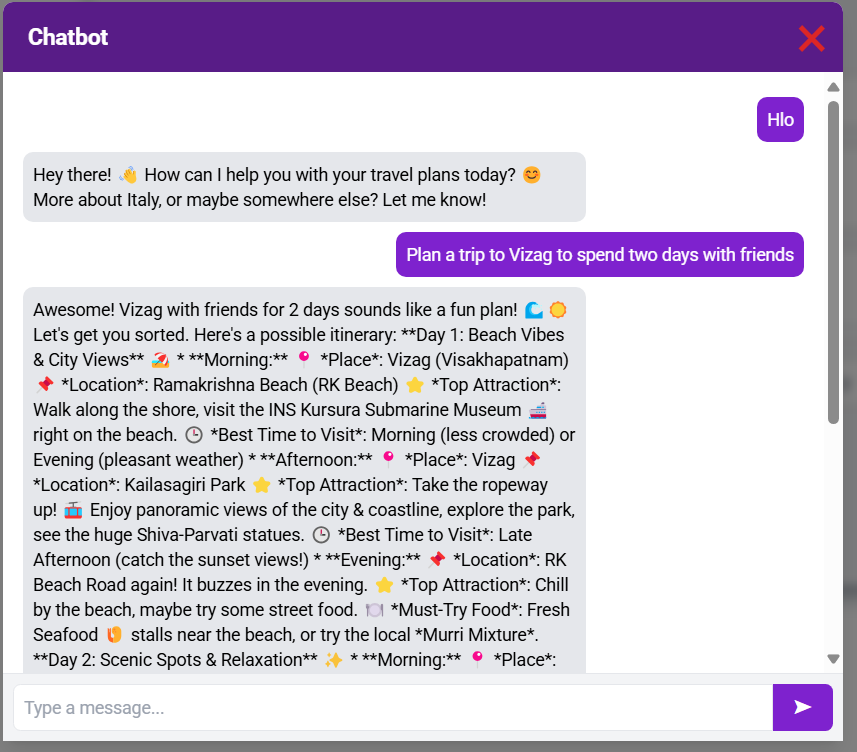 Chatbot
Hlo
Hey there! 👋 How can I help you with your travel plans today? 😊
More about Italy, or maybe somewhere else? Let me know!
Plan a trip to Vizag to spend two days with friends
Awesome! Vizag with friends for 2 days sounds like a fun plan! 🌊 ☀️
Let's get you sorted. Here's a possible itinerary: **Day 1: Beach Vibes
& City Views** 🏖️ * **Morning:** 📍 *Place*: Vizag (Visakhapatnam)
📌 *Location*: Ramakrishna Beach (RK Beach) ⭐ *Top Attraction*:
Walk along the shore, visit the INS Kursura Submarine Museum 🚢
right on the beach. 🕒 *Best Time to Visit*: Morning (less crowded) or
Evening (pleasant weather) * **Afternoon:** 📍 *Place*: Vizag 📌
*Location*: Kailasagiri Park ⭐ *Top Attraction*: Take the ropeway
up! 🚠 Enjoy panoramic views of the city & coastline, explore the park,
see the huge Shiva-Parvati statues. 🕒 *Best Time to Visit*: Late
Afternoon (catch the sunset views!) * **Evening:** 📌 *Location*: RK
Beach Road again! It buzzes in the evening. ⭐ *Top Attraction*: Chill
by the beach, maybe try some street food. 🍽️ *Must-Try Food*: Fresh
Seafood 🍤 stalls near the beach, or try the local *Murri Mixture*.
**Day 2: Scenic Spots & Relaxation** ✨ * **Morning:** 📍 *Place*:
Type a message...